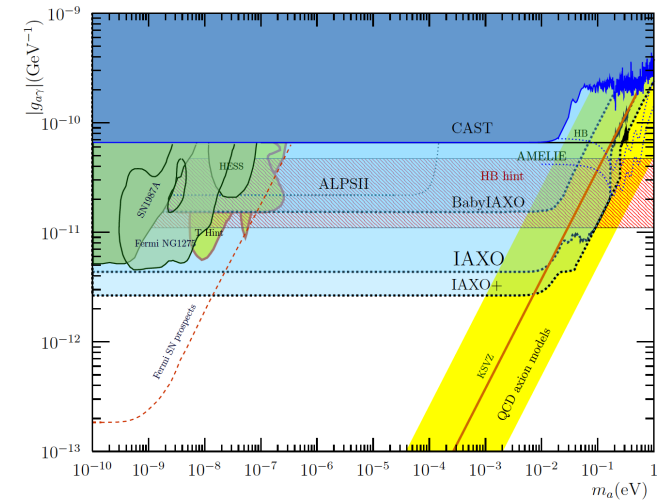 10⁻⁹
10⁻¹⁰
10⁻¹¹
10⁻¹²
10⁻¹³
|g_{aγ}|(GeV⁻¹)
CAST
HB
AMELIE
HESS
ALPSII
HB hint
SN1987A
BabyIAXO
T Hint
Fermi NG1275
IAXO
IAXO+
Fermi SN prospects
KSVZ
QCD axion models
10⁻¹⁰ 10⁻⁹ 10⁻⁸ 10⁻⁷ 10⁻⁶ 10⁻⁵ 10⁻⁴ 10⁻³ 10⁻² 10⁻¹ 1
m_a(eV)